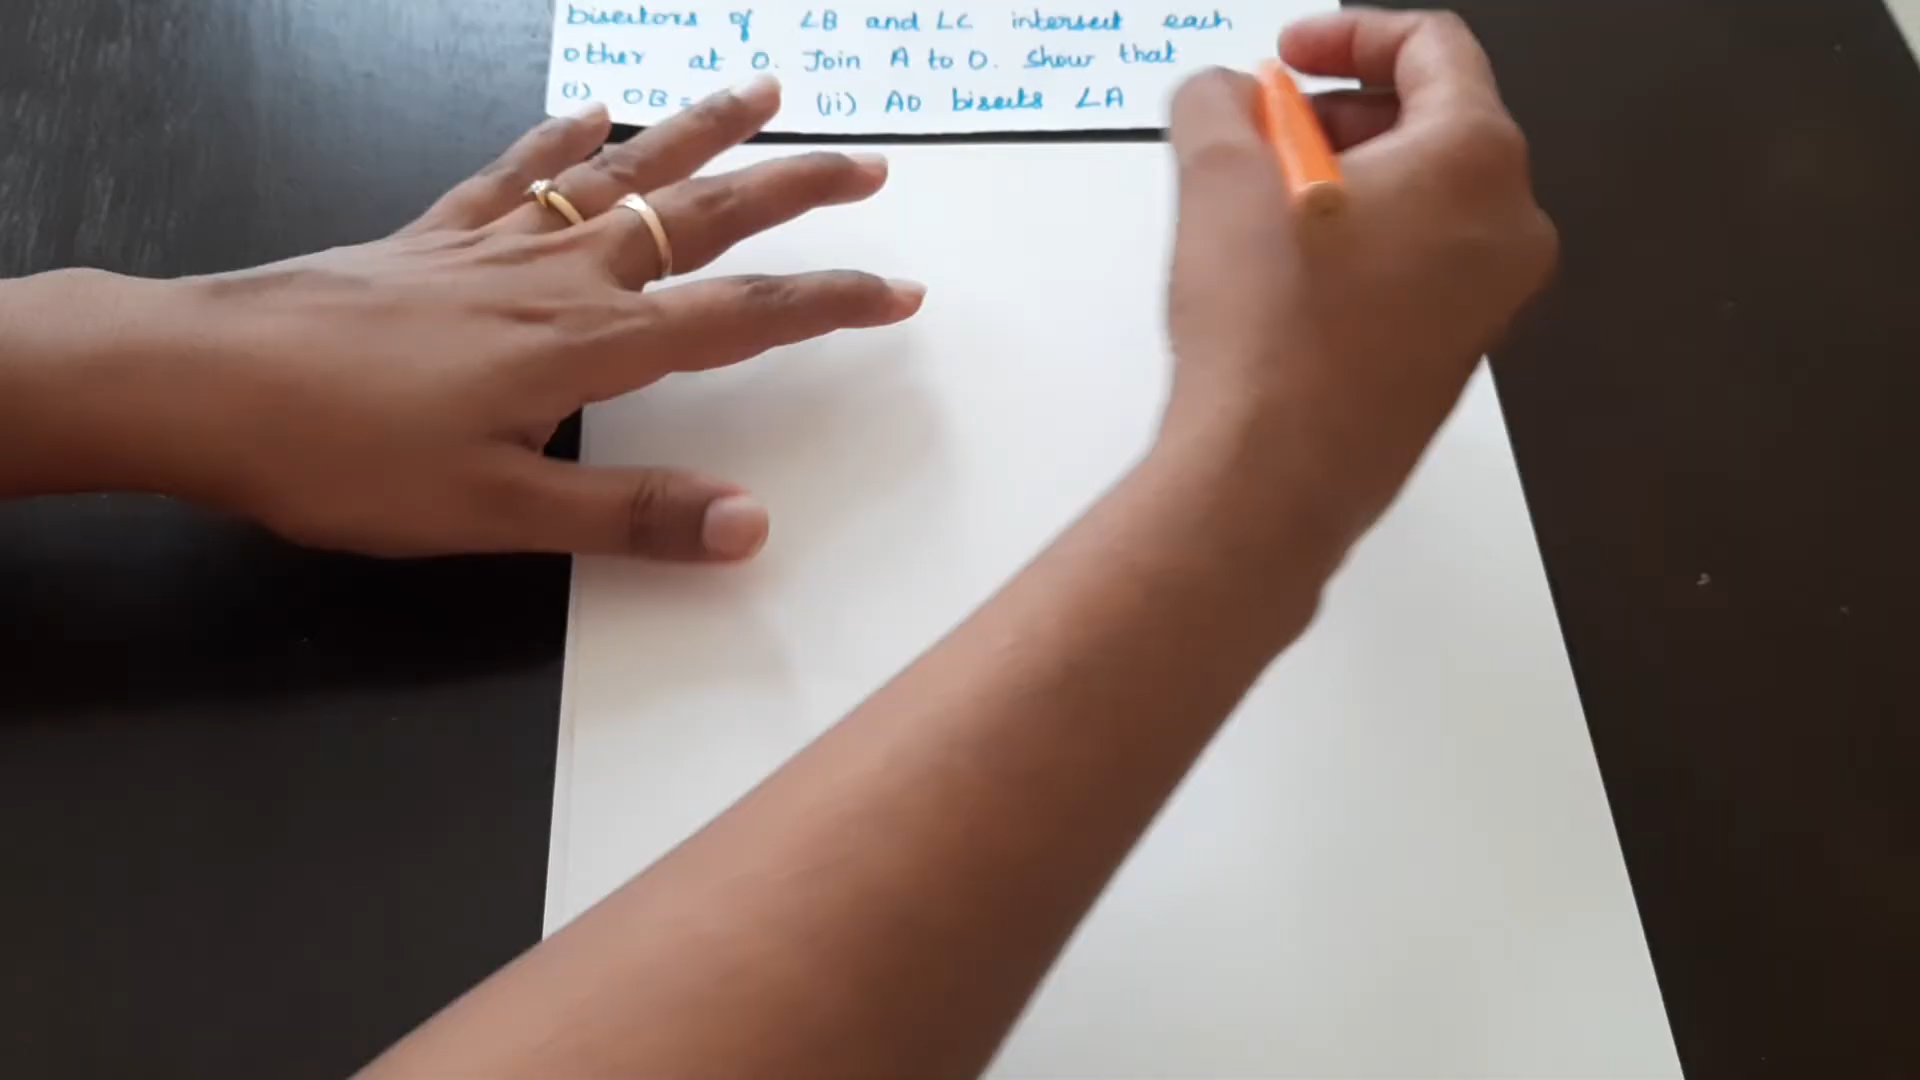 bisectors of ∠B and ∠C intersect each
other at O. Join A to O. Show that
(i) OB = (ii) AO bisects ∠A